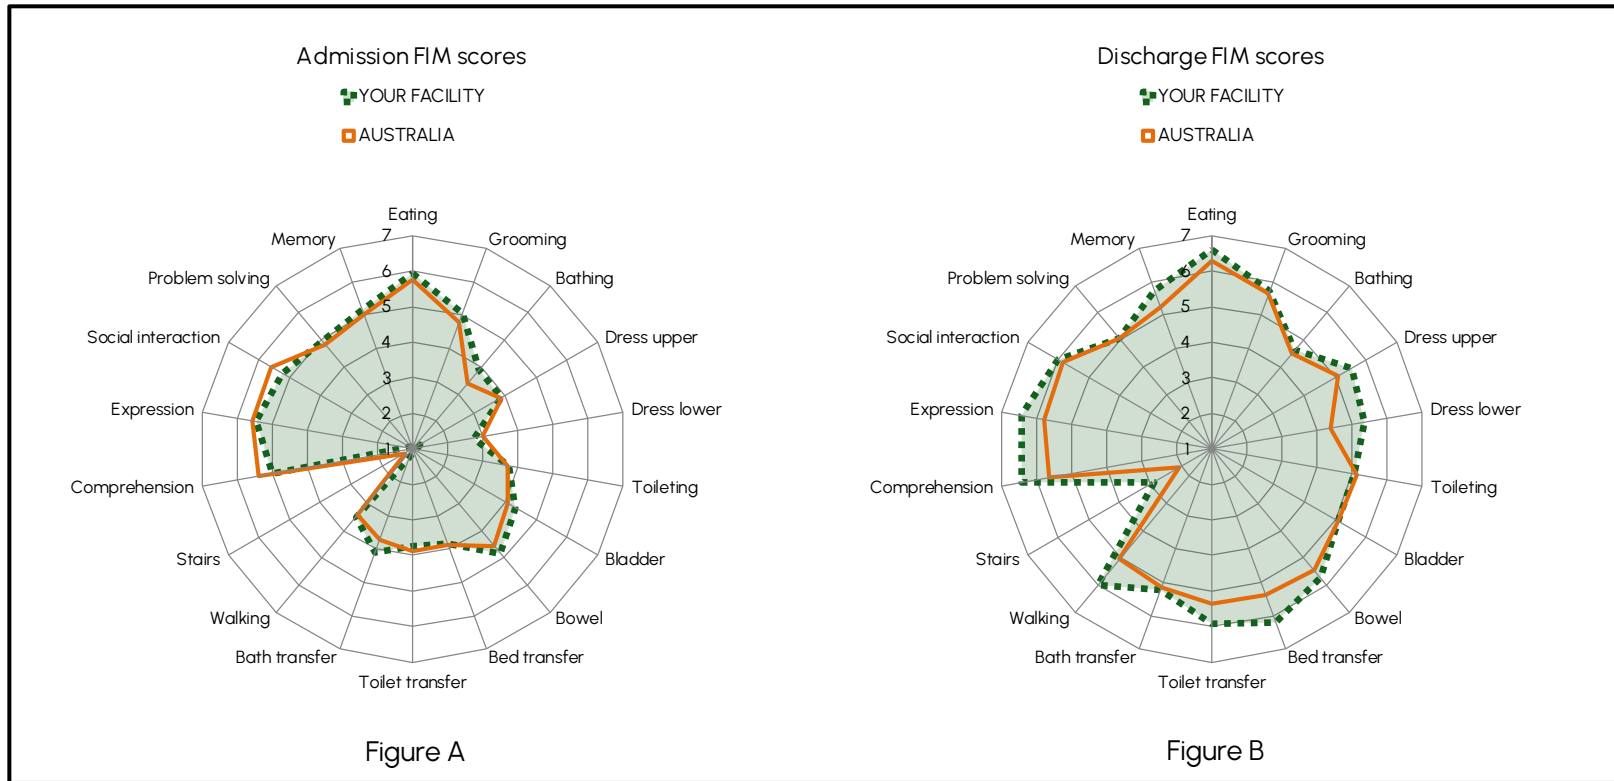 Admission FIM scores
YOUR FACILITY
AUSTRALIA
Eating
Grooming
Bathing
Dress upper
Dress lower
Toileting
Bladder
Bowel
Bed transfer
Toilet transfer
Bath transfer
Walking
Stairs
Comprehension
Expression
Social interaction
Problem solving
Memory
7
6
5
4
3
2
1
Figure A
Discharge FIM scores
YOUR FACILITY
AUSTRALIA
Eating
Grooming
Bathing
Dress upper
Dress lower
Toileting
Bladder
Bowel
Bed transfer
Toilet transfer
Bath transfer
Walking
Stairs
Comprehension
Expression
Social interaction
Problem solving
Memory
7
6
5
4
3
2
1
Figure B